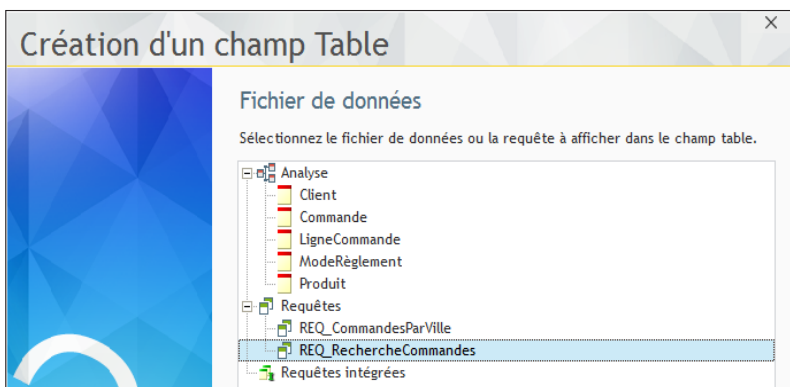 Création d'un champ Table
Fichier de données
Sélectionnez le fichier de données ou la requête à afficher dans le champ table.
Analyse
Client
Commande
LigneCommande
ModeRèglement
Produit
Requêtes
REQ_CommandesParVille
REQ_RechercheCommandes
Requêtes intégrées